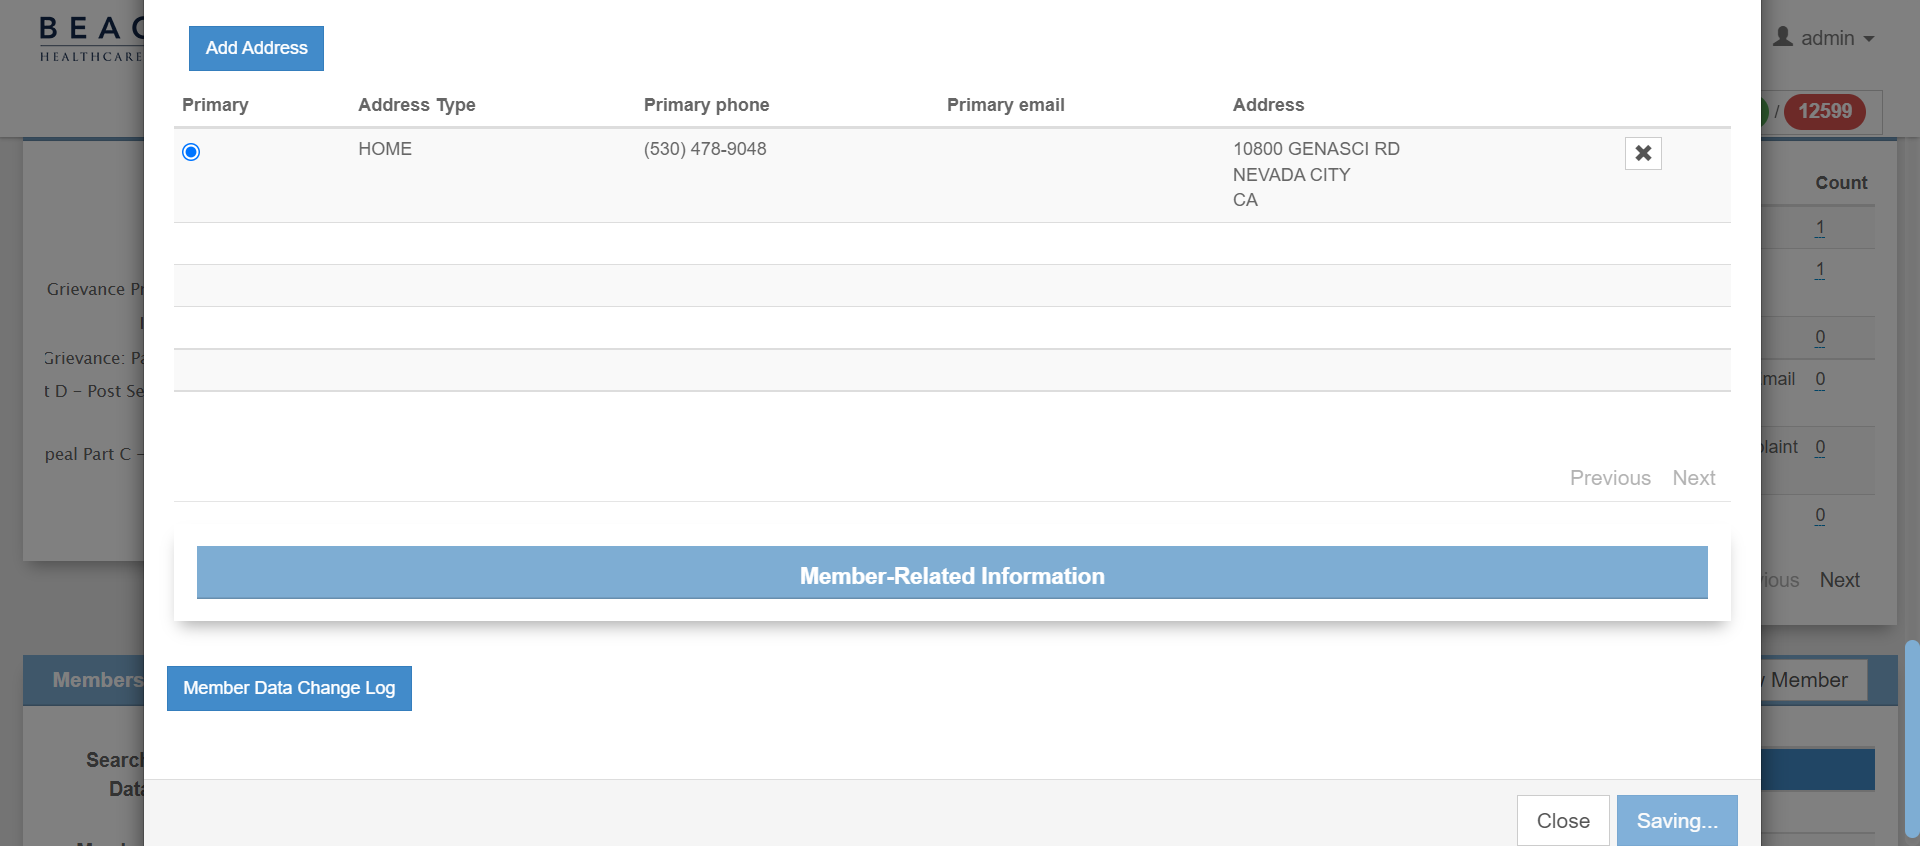 BEAC
HEALTHCARE
admin
/ 12599
Add Address
Primary Address Type Primary phone Primary email Address
HOME (530) 478-9048 10800 GENASCI RD
NEVADA CITY
CA
Previous Next
Member-Related Information
Member Data Change Log
Close Saving...
Grievance Pr
Grievance: Pa
t D - Post Se
peal Part C -
Members
Search
Data
Count
1
1
0
mail 0
laint 0
0
ious Next
Member